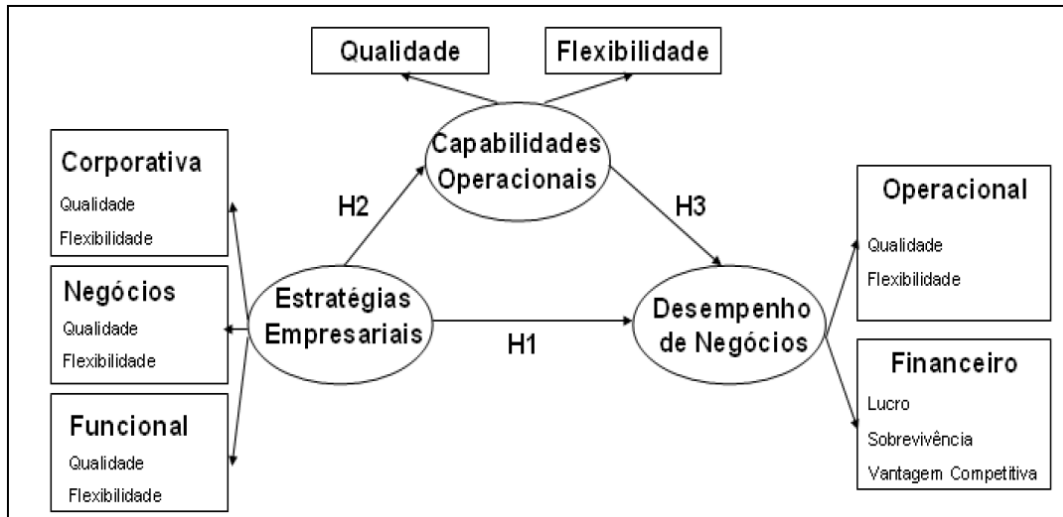 Qualidade
Flexibilidade
Capabilidades
Operacionais
Corporativa
Qualidade
Flexibilidade
Negócios
Qualidade
Flexibilidade
Funcional
Qualidade
Flexibilidade
H2
H3
Estratégias
Empresariais
H1
Desempenho
de Negócios
Operacional
Qualidade
Flexibilidade
Financeiro
Lucro
Sobrevivência
Vantagem Competitiva